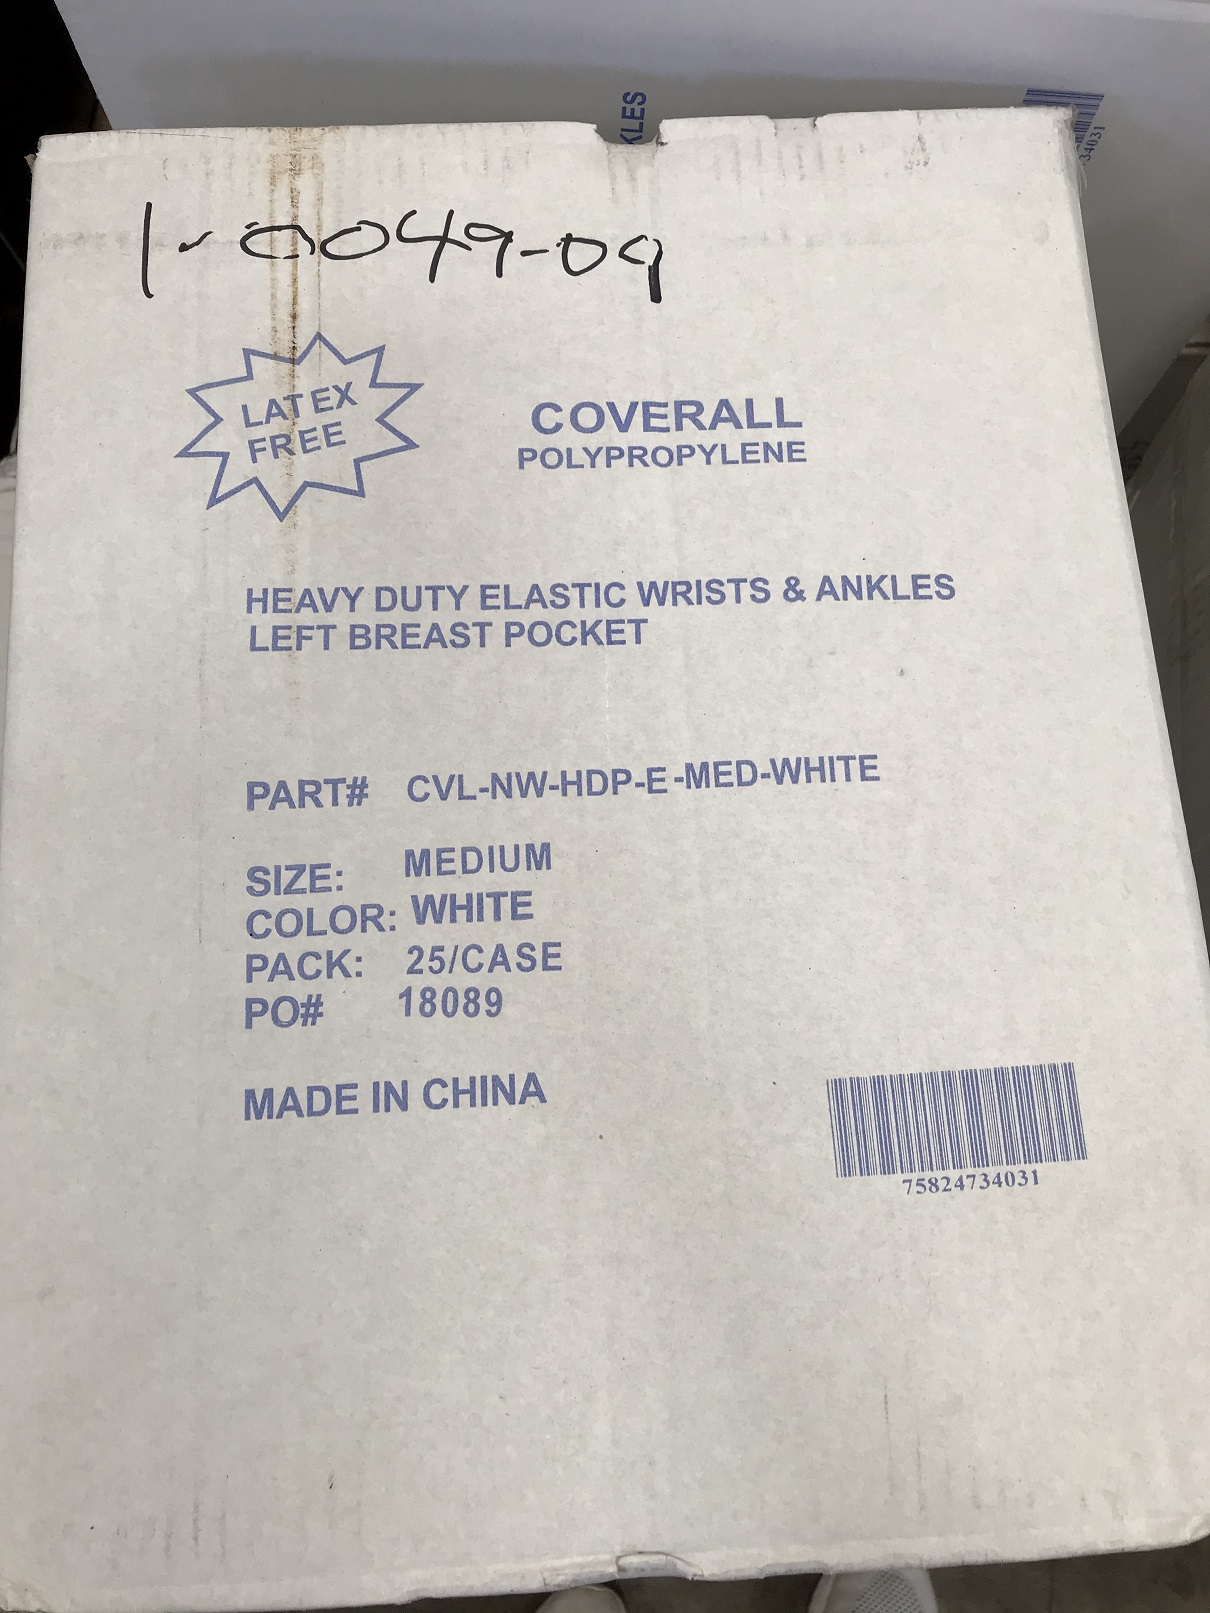 KLES
34031
1-0049-09
LATEX
FREE
COVERALL
POLYPROPYLENE
HEAVY DUTY ELASTIC WRISTS & ANKLES
LEFT BREAST POCKET
PART# CVL-NW-HDP-E-MED-WHITE
SIZE: MEDIUM
COLOR: WHITE
PACK: 25/CASE
PO# 18089
MADE IN CHINA
75824734031